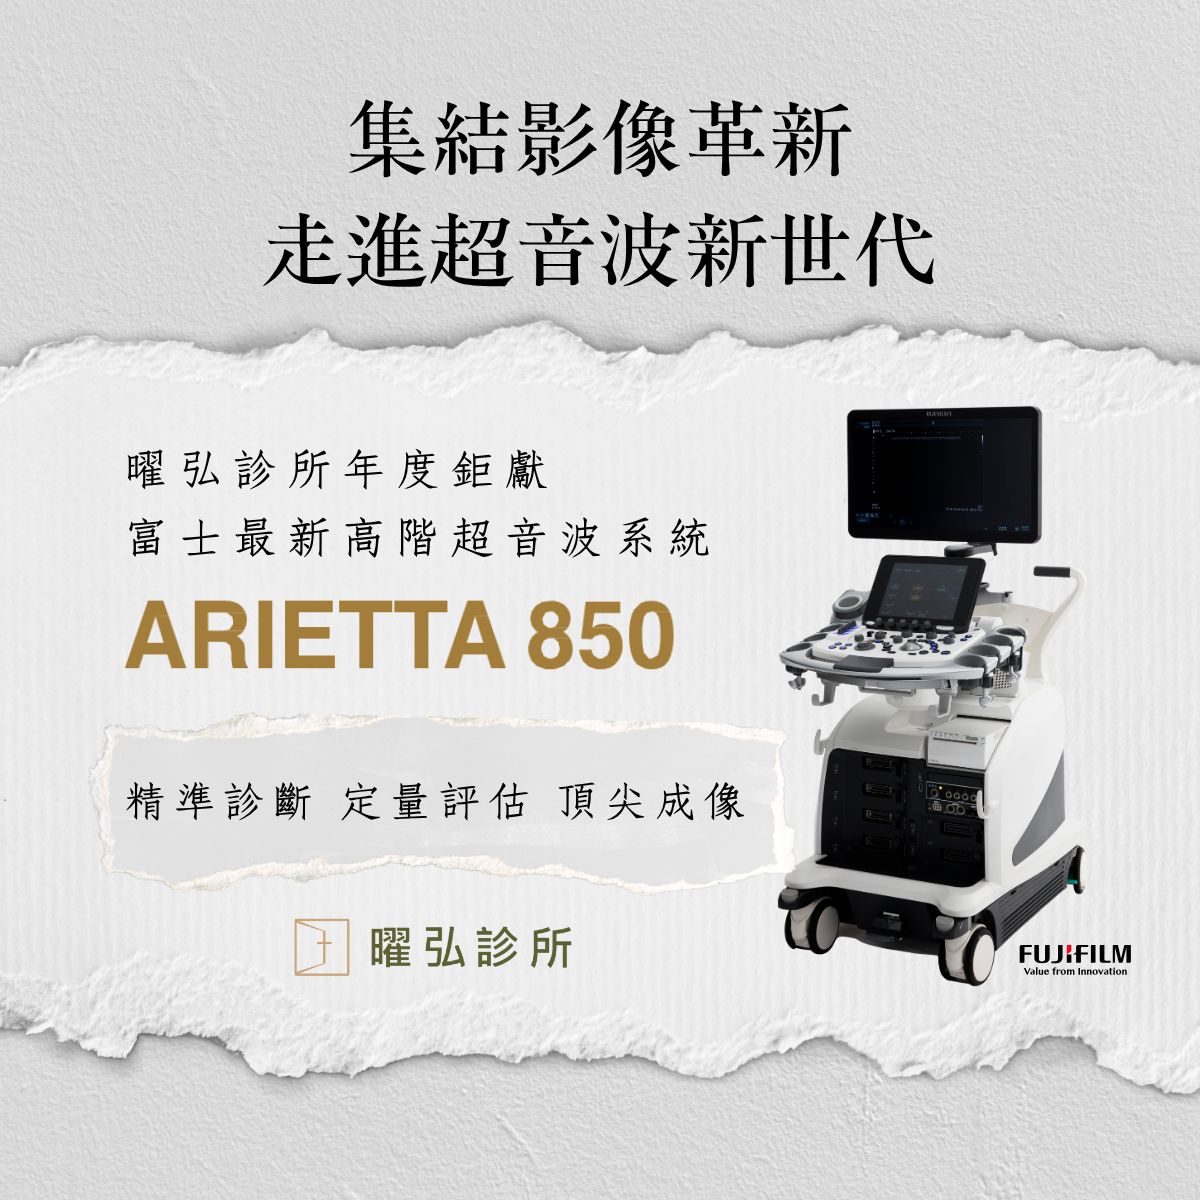 集結影像革新
走進超音波新世代
曜弘診所年度鉅獻
富士最新高階超音波系統
ARIETTA 850
精準診斷 定量評估 頂尖成像
曜弘診所
FUJIFILM
Value from Innovation